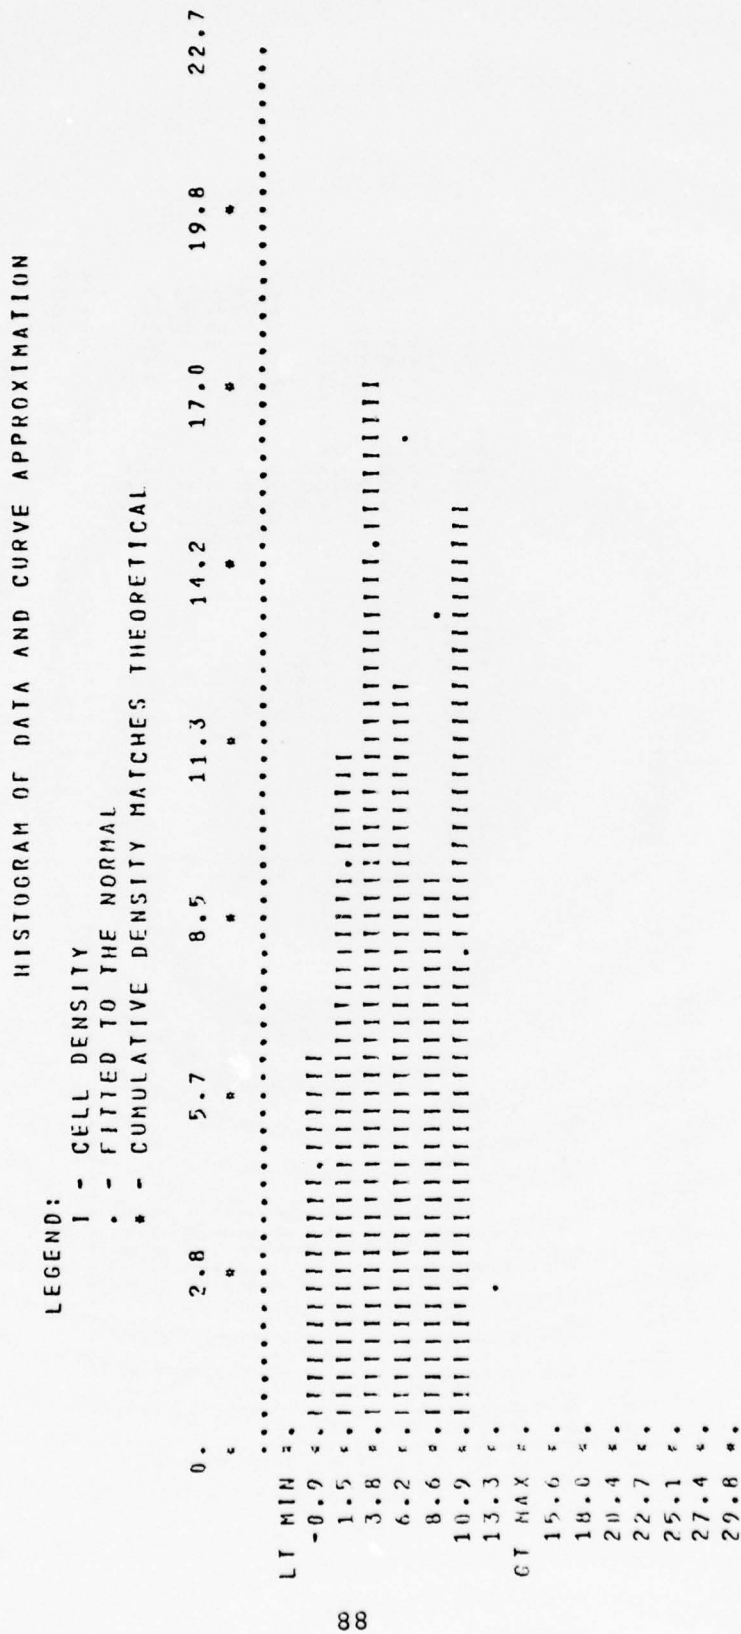 HISTOGRAM OF DATA AND CURVE APPROXIMATION
LEGEND:
I - CELL DENSITY
. - FITTED TO THE NORMAL
* - CUMULATIVE DENSITY MATCHES THEORETICAL
0. 2.8 5.7 8.5 11.3 14.2 17.0 19.8 22.7
LT MIN
-0.9
1.5
3.8
6.2
8.6
10.9
13.3
GT MAX
15.6
18.0
20.4
22.7
25.1
27.4
29.8
88